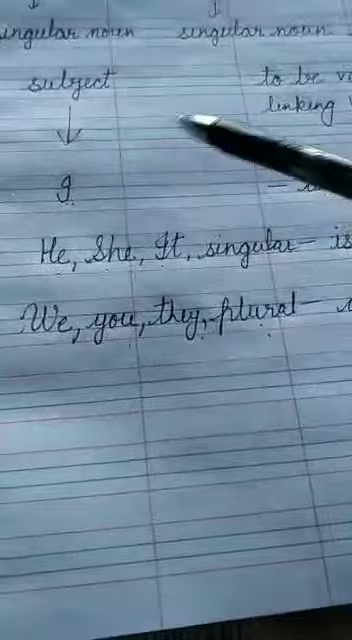 singular noun singular noun
subject to be
linking
I
He, She, It, singular - is
We, you, they, plural -